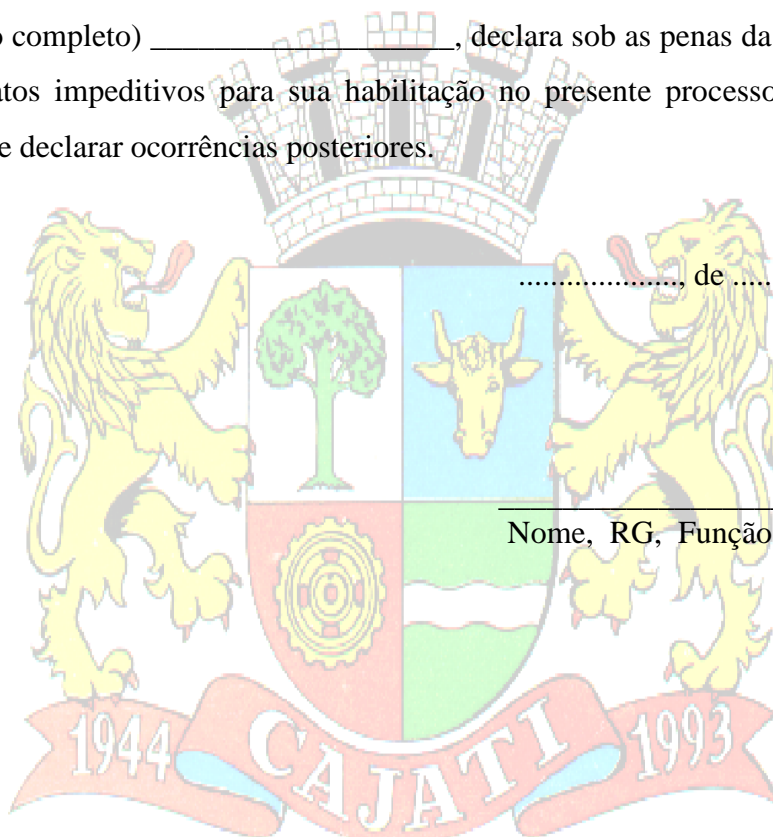 o completo) ___________________, declara sob as penas da
atos impeditivos para sua habilitação no presente processo
e declarar ocorrências posteriores.
...................., de .....
Nome, RG, Função
1944 CAJATI 1993